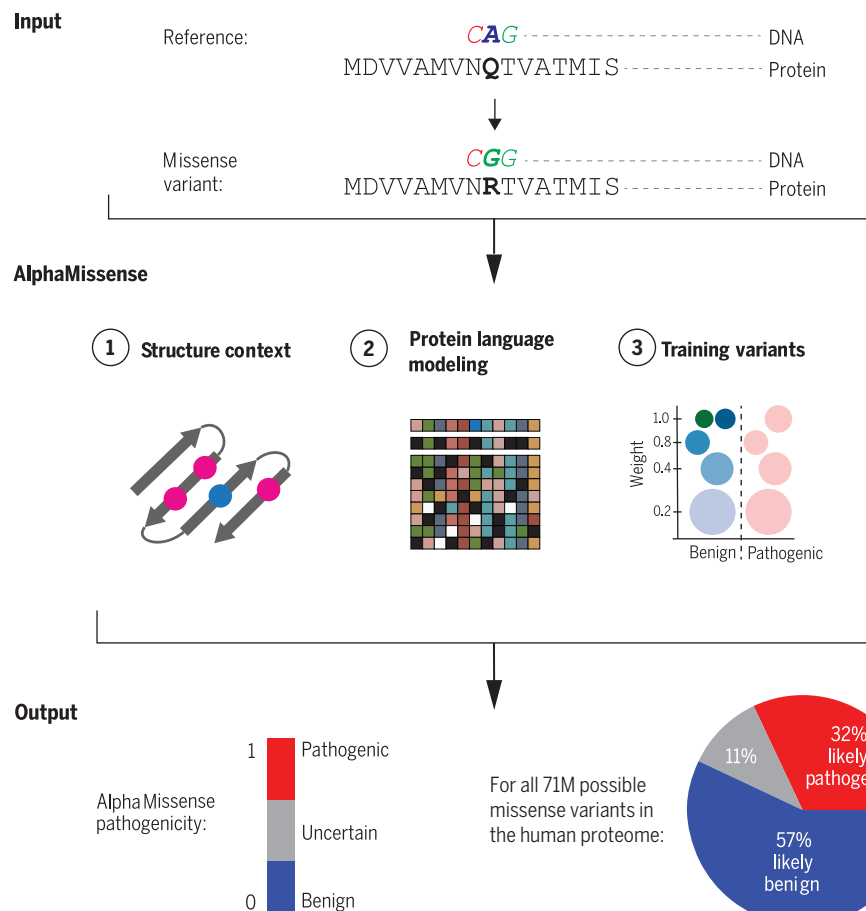 Input
Reference:
CAG
DNA
MDVVAMVNQTVATMIS
Protein
Missense
variant:
CGG
DNA
MDVVAMVNRTVATMIS
Protein
AlphaMissense
1
Structure context
2
Protein language
modeling
3
Training variants
Weight
1.0
0.8
0.4
0.2
Benign
Pathogenic
Output
AlphaMissense
pathogenicity:
1
Pathogenic
Uncertain
0
Benign
For all 71M possible
missense variants in
the human proteome:
11%
32%
likely
pathoge
57%
likely
benign